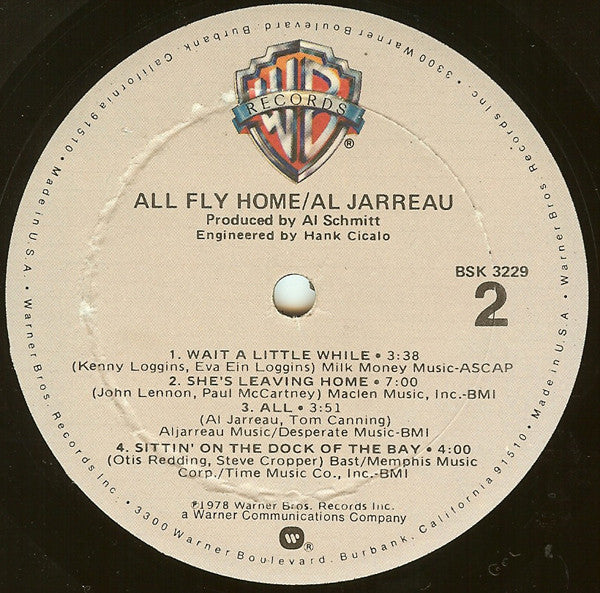 3300 Warner Boulevard, Burbank, California 91510 • Made in U.S.A. • Warner Bros. Records Inc. • 3300 Warner Boulevard, Burbank, California 91510 • Made in U.S.A. • Warner Bros. Records Inc. •
WB
RECORDS
®
ALL FLY HOME/AL JARREAU
Produced by Al Schmitt
Engineered by Hank Cicalo
BSK 3229
2
1. WAIT A LITTLE WHILE • 3:38
(Kenny Loggins, Eva Ein Loggins) Milk Money Music-ASCAP
2. SHE'S LEAVING HOME • 7:00
(John Lennon, Paul McCartney) Maclen Music, Inc.-BMI
3. ALL • 3:51
(Al Jarreau, Tom Canning)
Aljarreau Music/Desperate Music-BMI
4. SITTIN' ON THE DOCK OF THE BAY • 4:00
(Otis Redding, Steve Cropper) Bast/Memphis Music
Corp./Time Music Co., Inc.-BMI
℗1978 Warner Bros. Records Inc.
a Warner Communications Company
®